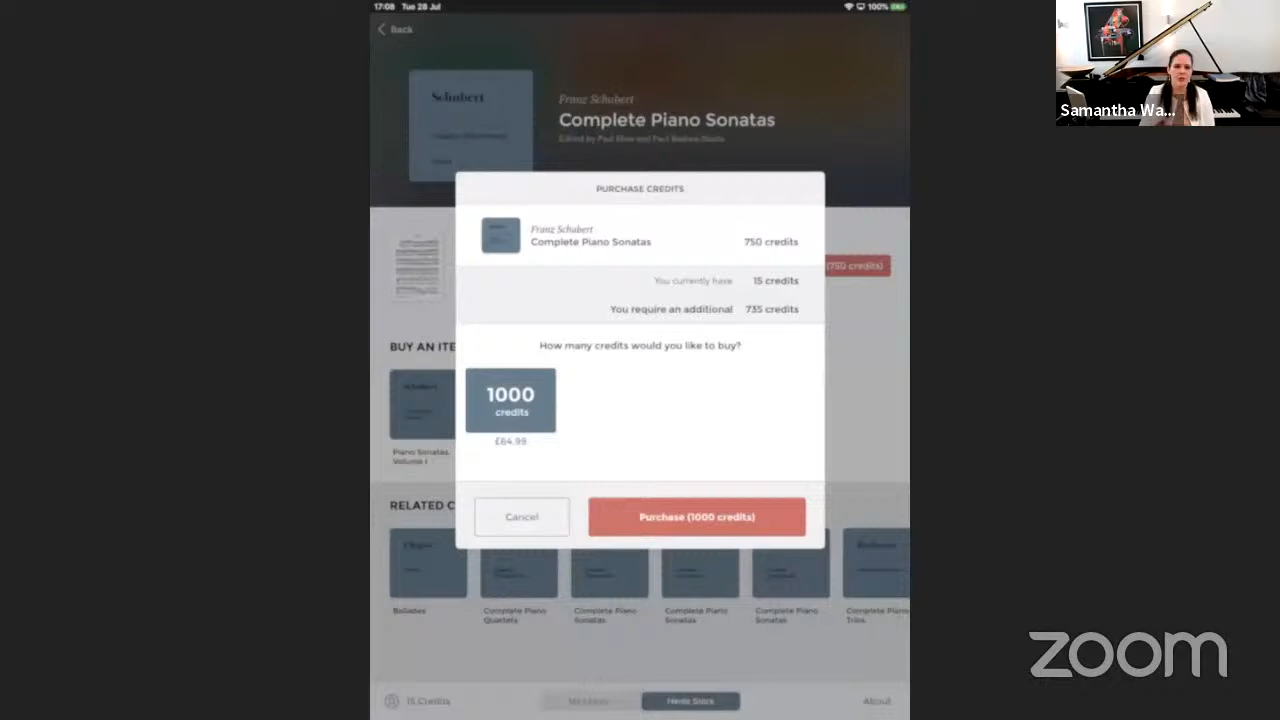 17:08 Tue 28 Jul
100%
Back
Schubert
Franz Schubert
Complete Piano Sonatas
PURCHASE CREDITS
Franz Schubert
Complete Piano Sonatas
750 credits
(750 credits)
You currently have 15 credits
You require an additional 735 credits
How many credits would you like to buy?
BUY AN ITE
1000
credits
£64.99
Piano Sonatas,
Volume I
Cancel
Purchase (1000 credits)
RELATED C
Ballades
Complete Piano
Quartets
Complete Piano
Sonatas
Complete Piano
Sonatas
Complete Piano
Sonatas
Complete Piano
Trios
15 Credits
Henle Store
About
Samantha Wa...
zoom